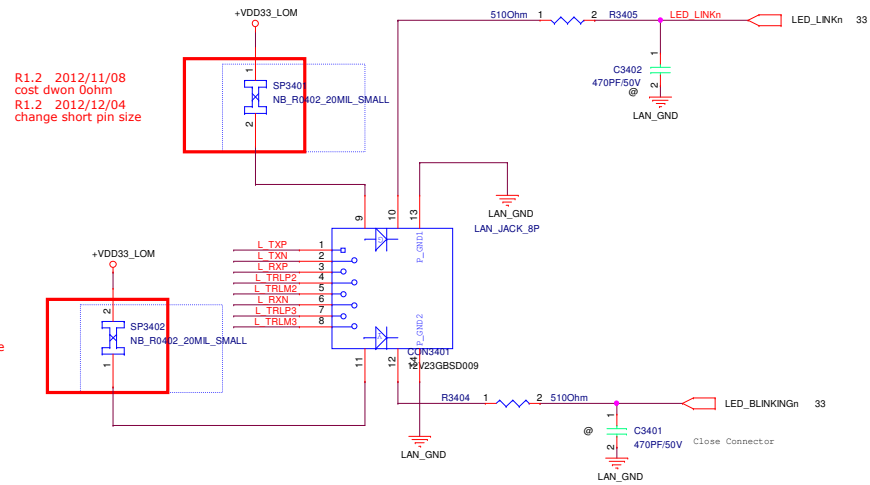 +VDD33_LOM
510Ohm 1 2 R3405 LED_LINKn LED_LINKn 33
R1.2 2012/11/08
cost dwon 0ohm
R1.2 2012/12/04
change short pin size
1
SP3401
NB_R0402_20MIL_SMALL
2
1
C3402
470PF/50V
@ 2
LAN_GND
9 10 13
LAN_GND
LAN_JACK_8P
P_GND1
+VDD33_LOM
L_TXP 1
L_TXN 2
L_RXP 3
L_TRLP2 4
L_TRLM2 5
L_RXN 6
L_TRLP3 7
L_TRLM3 8
P_GND2
2
SP3402
NB_R0402_20MIL_SMALL
1
e
CON3401
12V23GBSD009
11 12 14
R3404 1 2 510Ohm LED_BLINKINGn 33
LAN_GND
1
@ C3401
470PF/50V Close Connector
2
LAN_GND